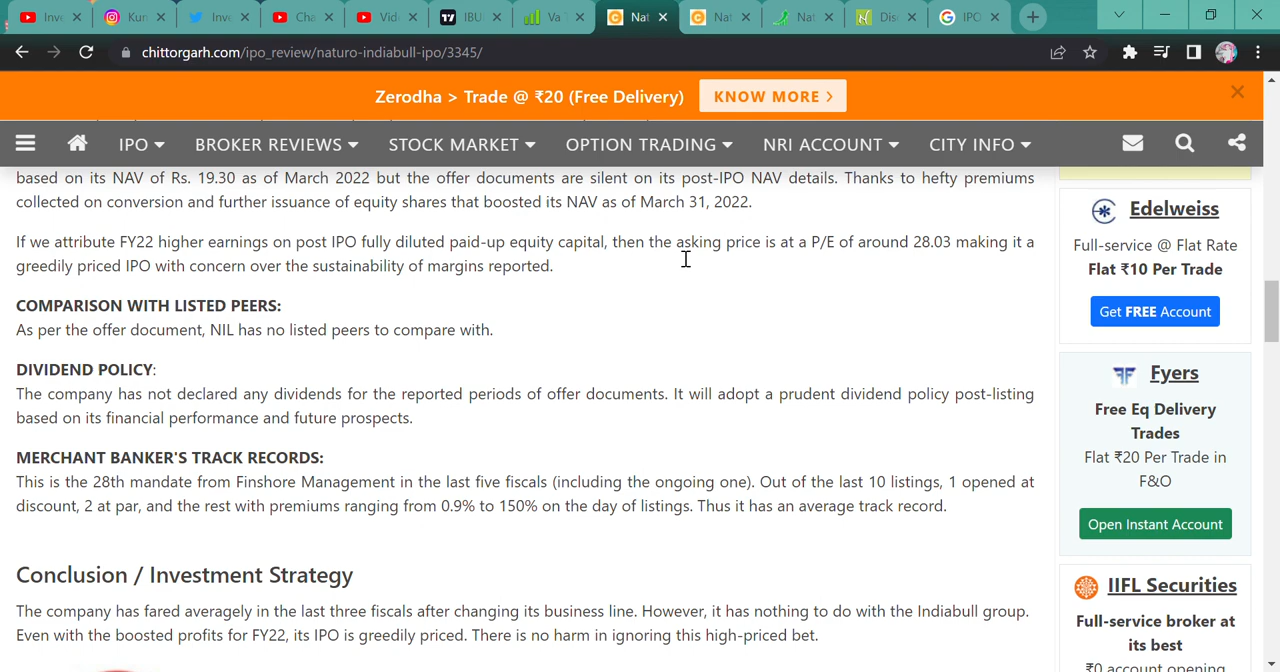 Inve
Kun
Inve
Cha
Vid
IBU
Va T
Nat
Nat
Nat
Dis
IPC
chittorgarh.com/ipo_review/naturo-indiabull-ipo/3345/
Zerodha > Trade @ ₹20 (Free Delivery) KNOW MORE >
IPO BROKER REVIEWS STOCK MARKET OPTION TRADING NRI ACCOUNT CITY INFO
based on its NAV of Rs. 19.30 as of March 2022 but the offer documents are silent on its post-IPO NAV details. Thanks to hefty premiums
collected on conversion and further issuance of equity shares that boosted its NAV as of March 31, 2022.
If we attribute FY22 higher earnings on post IPO fully diluted paid-up equity capital, then the asking price is at a P/E of around 28.03 making it a
greedily priced IPO with concern over the sustainability of margins reported.
COMPARISON WITH LISTED PEERS:
As per the offer document, NIL has no listed peers to compare with.
DIVIDEND POLICY:
The company has not declared any dividends for the reported periods of offer documents. It will adopt a prudent dividend policy post-listing
based on its financial performance and future prospects.
MERCHANT BANKER'S TRACK RECORDS:
This is the 28th mandate from Finshore Management in the last five fiscals (including the ongoing one). Out of the last 10 listings, 1 opened at
discount, 2 at par, and the rest with premiums ranging from 0.9% to 150% on the day of listings. Thus it has an average track record.
Conclusion / Investment Strategy
The company has fared averagely in the last three fiscals after changing its business line. However, it has nothing to do with the Indiabull group.
Even with the boosted profits for FY22, its IPO is greedily priced. There is no harm in ignoring this high-priced bet.
Edelweiss
Full-service @ Flat Rate
Flat ₹10 Per Trade
Get FREE Account
Fyers
Free Eq Delivery
Trades
Flat ₹20 Per Trade in
F&O
Open Instant Account
IIFL Securities
Full-service broker at
its best
₹0 account opening